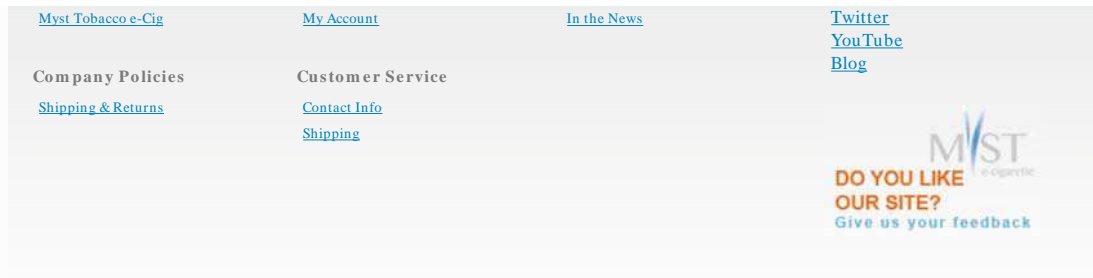 Myst Tobacco e-Cig
My Account
In the News
Twitter
YouTube
Blog
Company Policies
Customer Service
Shipping & Returns
Contact Info
Shipping
MYST
e-cigarette
DO YOU LIKE
OUR SITE?
Give us your feedback